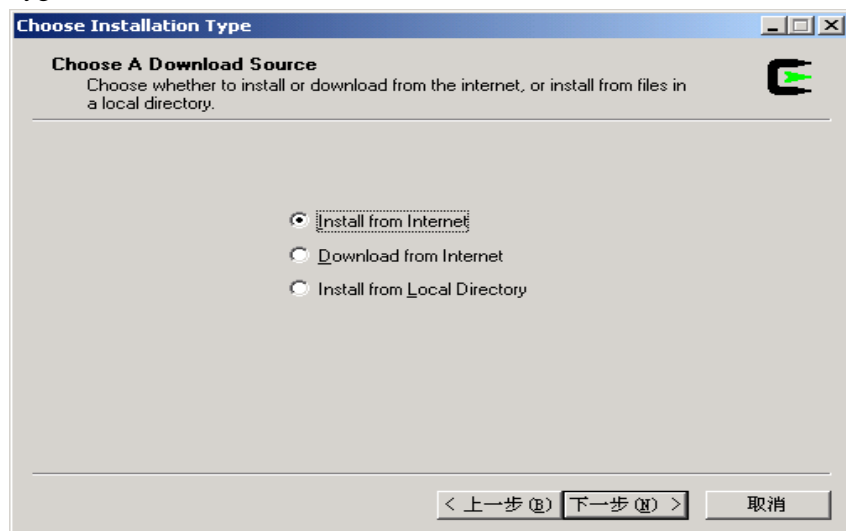 Choose Installation Type
Choose A Download Source
Choose whether to install or download from the internet, or install from files in
a local directory.
Install from Internet
Download from Internet
Install from Local Directory
< 上一步(B) 下一步(N) > 取消